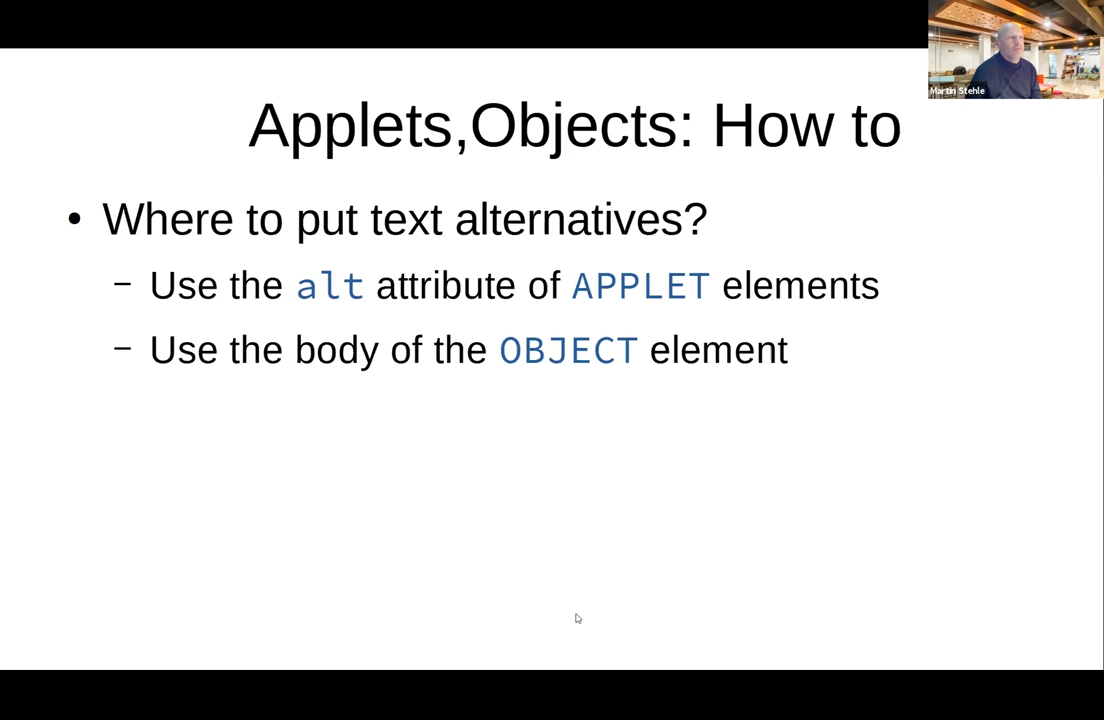 Martin Stehle
Applets,Objects: How to
• Where to put text alternatives?
– Use the alt attribute of APPLET elements
– Use the body of the OBJECT element